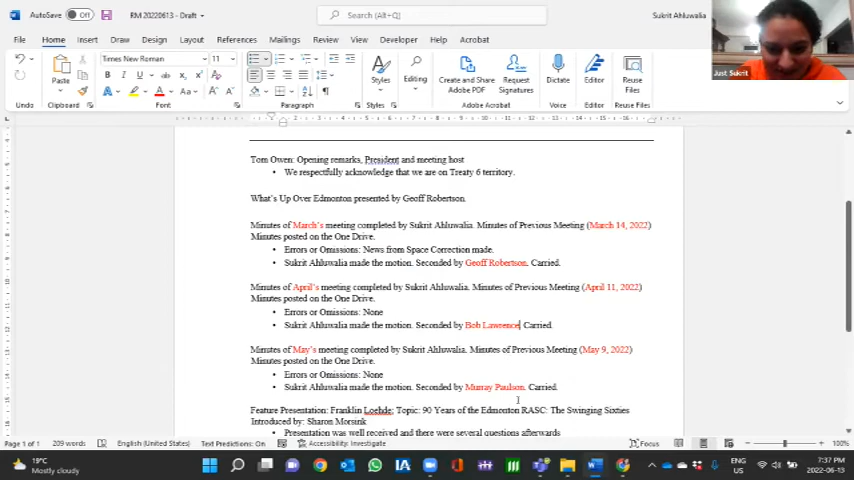 AutoSave Off RM 20220613 - Draft Search (Alt+Q) Sukrit Ahluwalia
File Home Insert Draw Design Layout References Mailings Review View Developer Help Acrobat
Times New Roman 11
Undo Paste Styles Editing Create and Share Adobe PDF Request Signatures Dictate Editor Reuse Files
Clipboard Font Paragraph Styles Adobe Acrobat Voice Editor Reuse Files
Just Sukrit
Tom Owen: Opening remarks, President and meeting host
• We respectfully acknowledge that we are on Treaty 6 territory.
What's Up Over Edmonton presented by Geoff Robertson.
Minutes of March's meeting completed by Sukrit Ahluwalia. Minutes of Previous Meeting (March 14, 2022)
Minutes posted on the One Drive.
• Errors or Omissions: News from Space Correction made.
• Sukrit Ahluwalia made the motion. Seconded by Geoff Robertson. Carried.
Minutes of April's meeting completed by Sukrit Ahluwalia. Minutes of Previous Meeting (April 11, 2022)
Minutes posted on the One Drive.
• Errors or Omissions: None
• Sukrit Ahluwalia made the motion. Seconded by Bob Lawrence Carried.
Minutes of May's meeting completed by Sukrit Ahluwalia. Minutes of Previous Meeting (May 9, 2022)
Minutes posted on the One Drive.
• Errors or Omissions: None
• Sukrit Ahluwalia made the motion. Seconded by Murray Paulson. Carried.
Feature Presentation: Franklin Loehde; Topic: 90 Years of the Edmonton RASC: The Swinging Sixties
Introduced by: Sharon Morsink
• Presentation was well received and there were several questions afterwards
Page 1 of 1 209 words English (United States) Text Predictions: On Accessibility: Investigate Focus 100%
19°C
Mostly cloudy
ENG
US
7:37 PM
2022-06-13